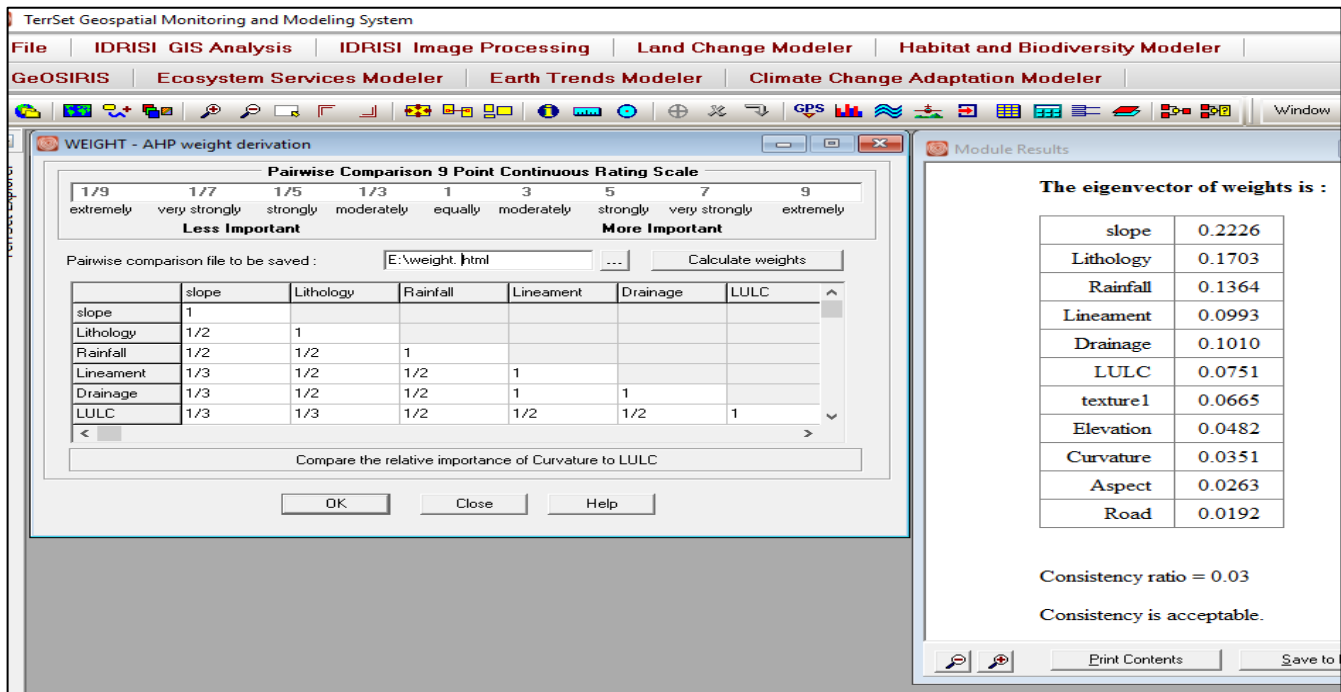 TerrSet Geospatial Monitoring and Modeling System
File IDRISI GIS Analysis IDRISI Image Processing Land Change Modeler Habitat and Biodiversity Modeler
GeOSIRIS Ecosystem Services Modeler Earth Trends Modeler Climate Change Adaptation Modeler
GPS Window
WEIGHT - AHP weight derivation
Pairwise Comparison 9 Point Continuous Rating Scale
1/9 1/7 1/5 1/3 1 3 5 7 9
extremely very strongly strongly moderately equally moderately strongly very strongly extremely
Less Important More Important
Pairwise comparison file to be saved : E:\weight. html ... Calculate weights
slope Lithology Rainfall Lineament Drainage LULC
slope 1
Lithology 1/2 1
Rainfall 1/2 1/2 1
Lineament 1/3 1/2 1/2 1
Drainage 1/3 1/2 1/2 1 1
LULC 1/3 1/3 1/2 1/2 1/2 1
Compare the relative importance of Curvature to LULC
OK Close Help
Module Results
The eigenvector of weights is :
slope 0.2226
Lithology 0.1703
Rainfall 0.1364
Lineament 0.0993
Drainage 0.1010
LULC 0.0751
texture1 0.0665
Elevation 0.0482
Curvature 0.0351
Aspect 0.0263
Road 0.0192
Consistency ratio = 0.03
Consistency is acceptable.
Print Contents Save to